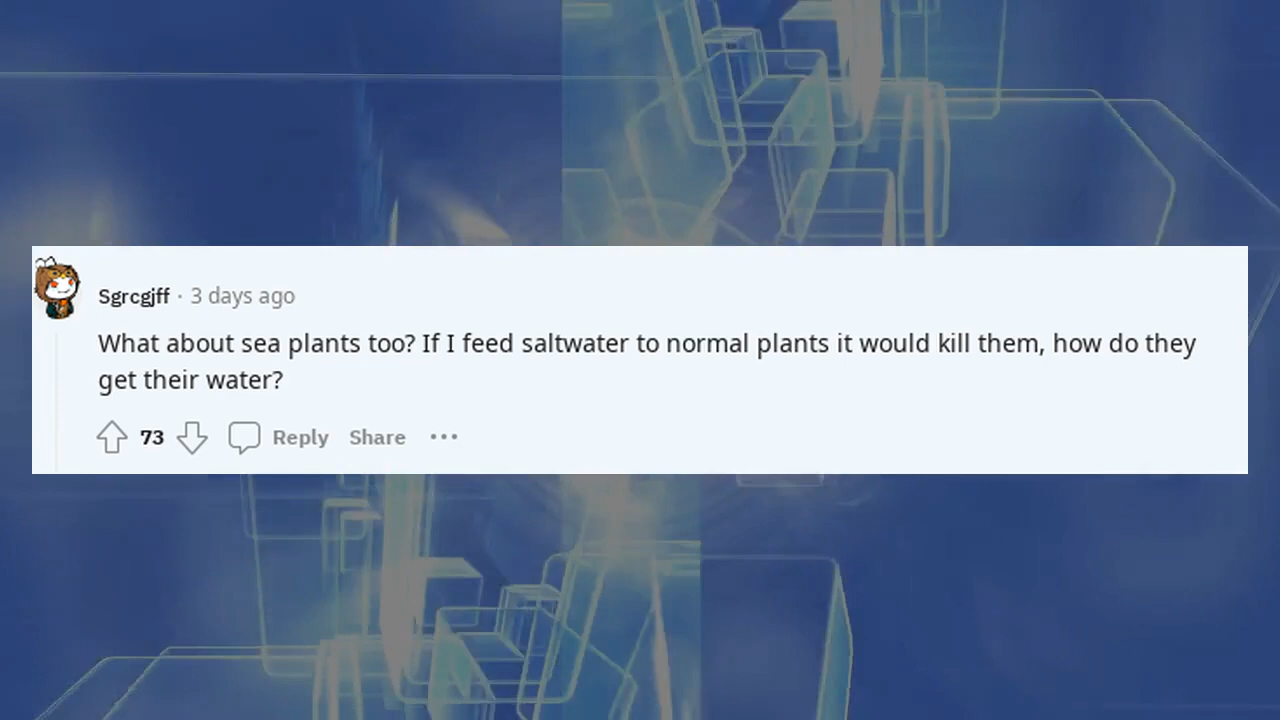 Sgrcgjff · 3 days ago
What about sea plants too? If I feed saltwater to normal plants it would kill them, how do they
get their water?
73 Reply Share ···